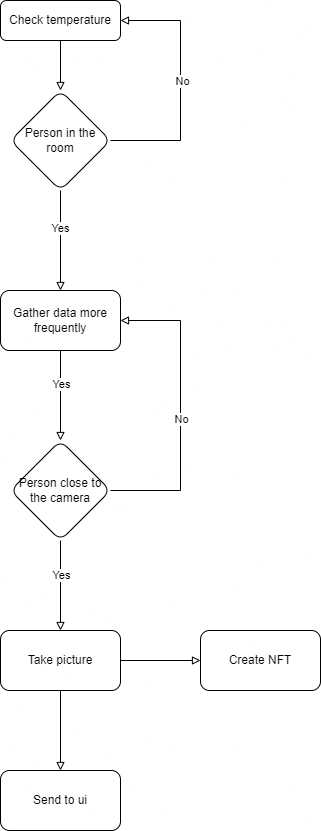 Check temperature
No
Person in the
room
Yes
Gather data more
frequently
Yes
No
Person close to
the camera
Yes
Take picture
Create NFT
Send to ui